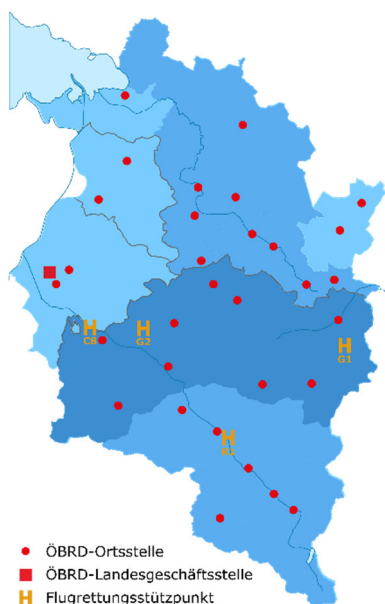 H H H
C8 G2 G1
H
R1
ÖBRD-Ortsstelle
ÖBRD-Landesgeschäftsstelle
H Flugrettungsstützpunkt